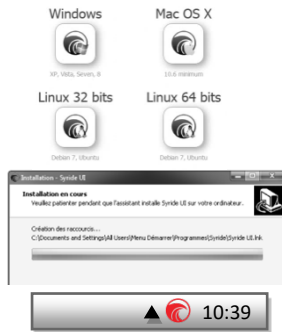 Windows
Mac OS X
XP, Vista, Seven, 8
10.6 minimum
Linux 32 bits
Linux 64 bits
Debian 7, Ubuntu
Debian 7, Ubuntu
Installation - Syride UI
Installation en cours
Veuillez patienter pendant que l'assistant installe Syride UI sur votre ordinateur.
Création des raccourcis...
C:\Documents and Settings\All Users\Menu Démarrer\Programmes\Syride\Syride UI.lnk
10:39